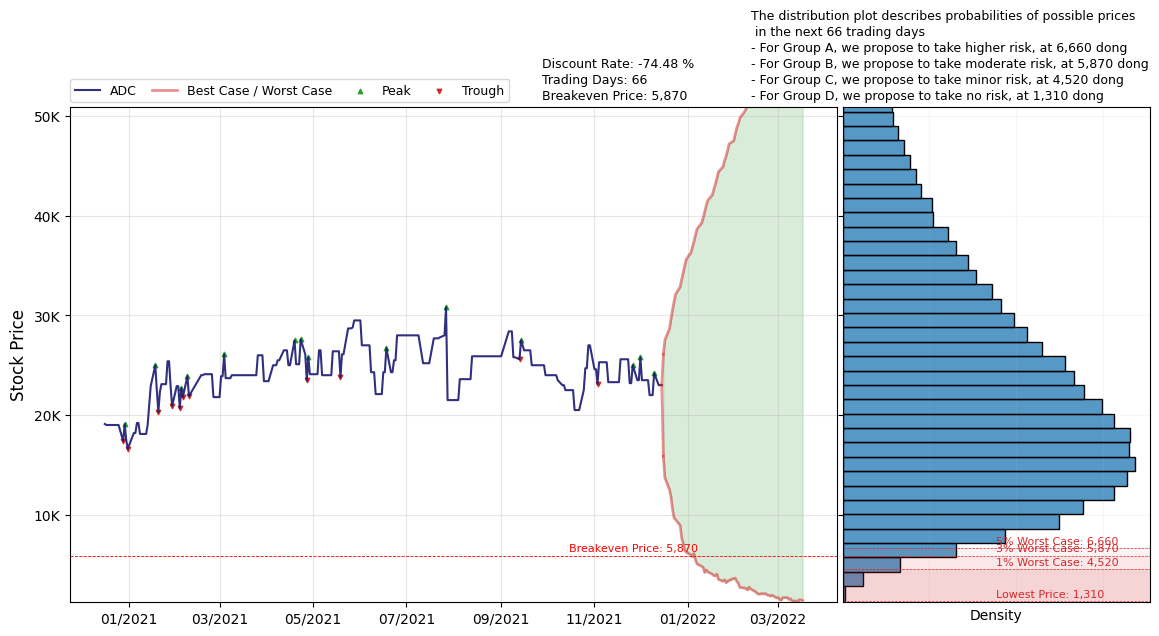 The distribution plot describes probabilities of possible prices
in the next 66 trading days
- For Group A, we propose to take higher risk, at 6,660 dong
- For Group B, we propose to take moderate risk, at 5,870 dong
- For Group C, we propose to take minor risk, at 4,520 dong
- For Group D, we propose to take no risk, at 1,310 dong
Discount Rate: -74.48 %
Trading Days: 66
Breakeven Price: 5,870
ADC
Best Case / Worst Case
Peak
Trough
Stock Price
50K
40K
30K
20K
10K
Breakeven Price: 5,870
01/2021
03/2021
05/2021
07/2021
09/2021
11/2021
01/2022
03/2022
5% Worst Case: 6,660
3% Worst Case: 5,870
1% Worst Case: 4,520
Lowest Price: 1,310
Density